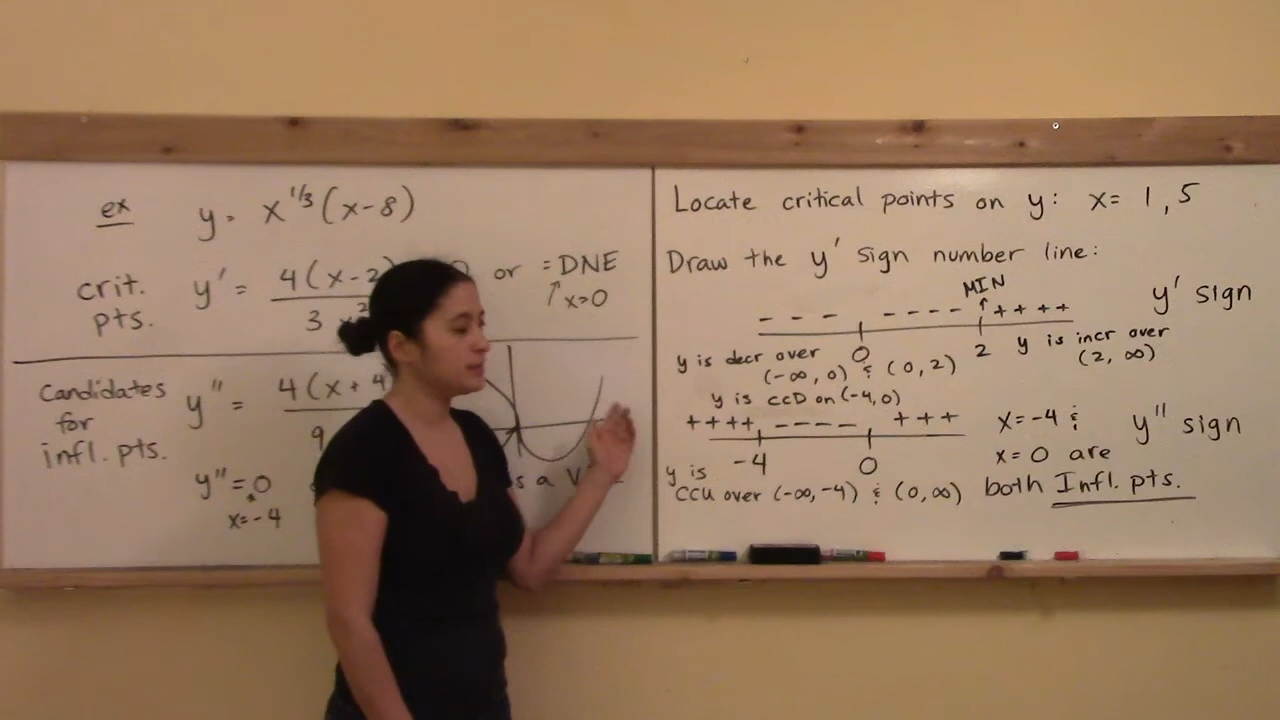 ex y = x^1/3 (x-8)
crit. pts. y' = 4(x-2 / 3 x^2 0 or = DNE
↑ x=0
Candidates for infl. pts. y'' = 4(x+4 / 9
y'' = 0
x = -4
s a V
Locate critical points on y: x= 1, 5
Draw the y' sign number line:
MIN
↑
- - - - - - - + + + + y' sign
0 2
y is decr over (-∞, 0) & (0, 2)
y is incr over (2, ∞)
y is CCD on (-4, 0)
+ + + + - - - - + + + y'' sign
-4 0
y is CCU over (-∞, -4) & (0, ∞)
x = -4 & x = 0 are both Infl. pts.